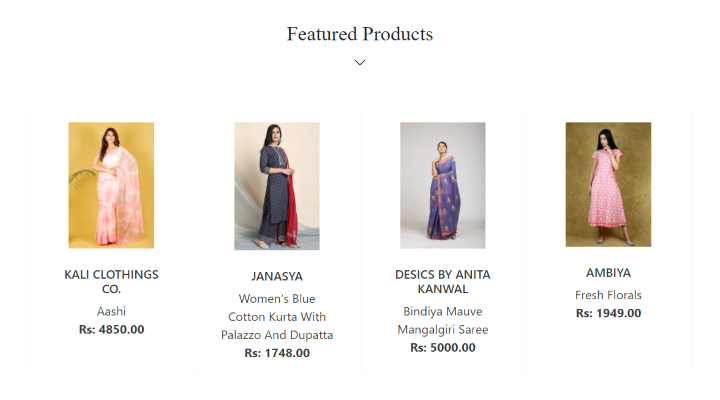 Featured Products
KALI CLOTHINGS
CO.
Aashi
Rs: 4850.00
JANASYA
Women's Blue
Cotton Kurta With
Palazzo And Dupatta
Rs: 1748.00
DESICS BY ANITA
KANWAL
Bindiya Mauve
Mangalgiri Saree
Rs: 5000.00
AMBIYA
Fresh Florals
Rs: 1949.00